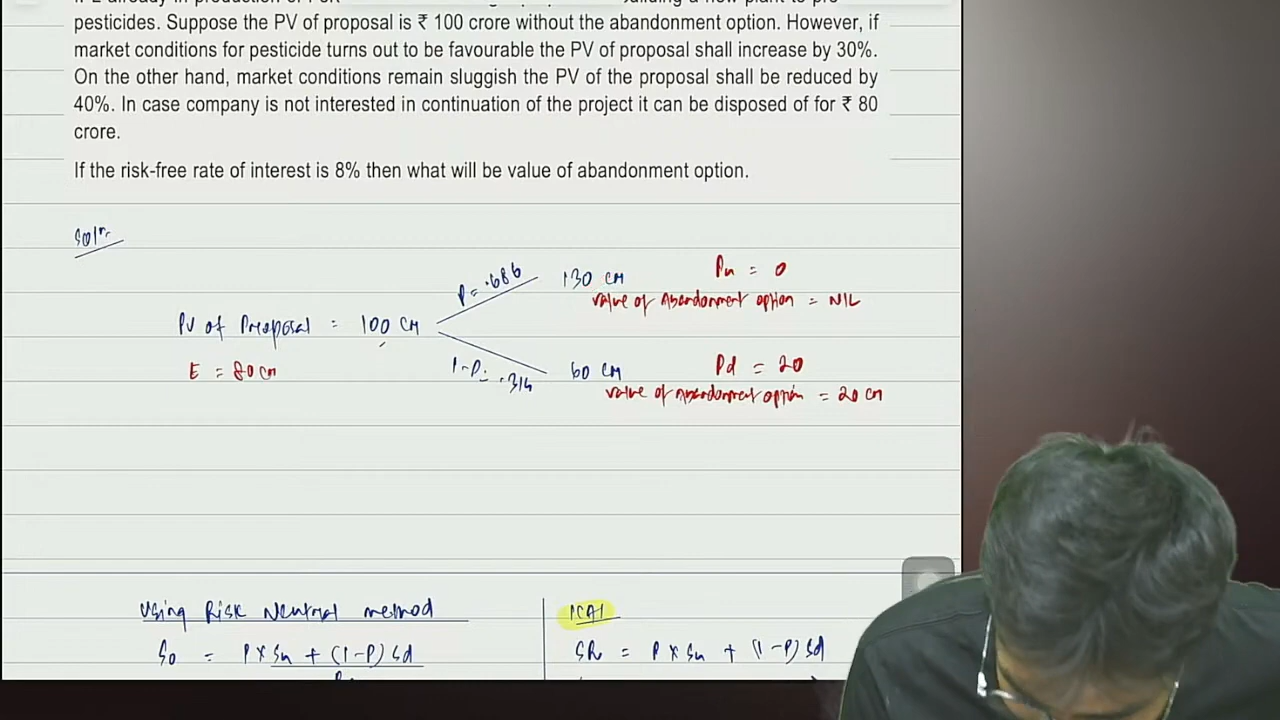 pesticides. Suppose the PV of proposal is ₹ 100 crore without the abandonment option. However, if
market conditions for pesticide turns out to be favourable the PV of proposal shall increase by 30%.
On the other hand, market conditions remain sluggish the PV of the proposal shall be reduced by
40%. In case company is not interested in continuation of the project it can be disposed of for ₹ 80
crore.
If the risk-free rate of interest is 8% then what will be value of abandonment option.
Soln.
P = .686
130 cr
Pu = 0
value of Abandonment option = NIL
PV of Proposal = 100 cr
E = 80 cr
1-P = .314
60 cr
Pd = 20
value of Abandonment option = 20 cr
Using Risk Neutral method
ICAI
S0 = P x Su + (1-P) Sd
= P x Su + (1-P) Sd